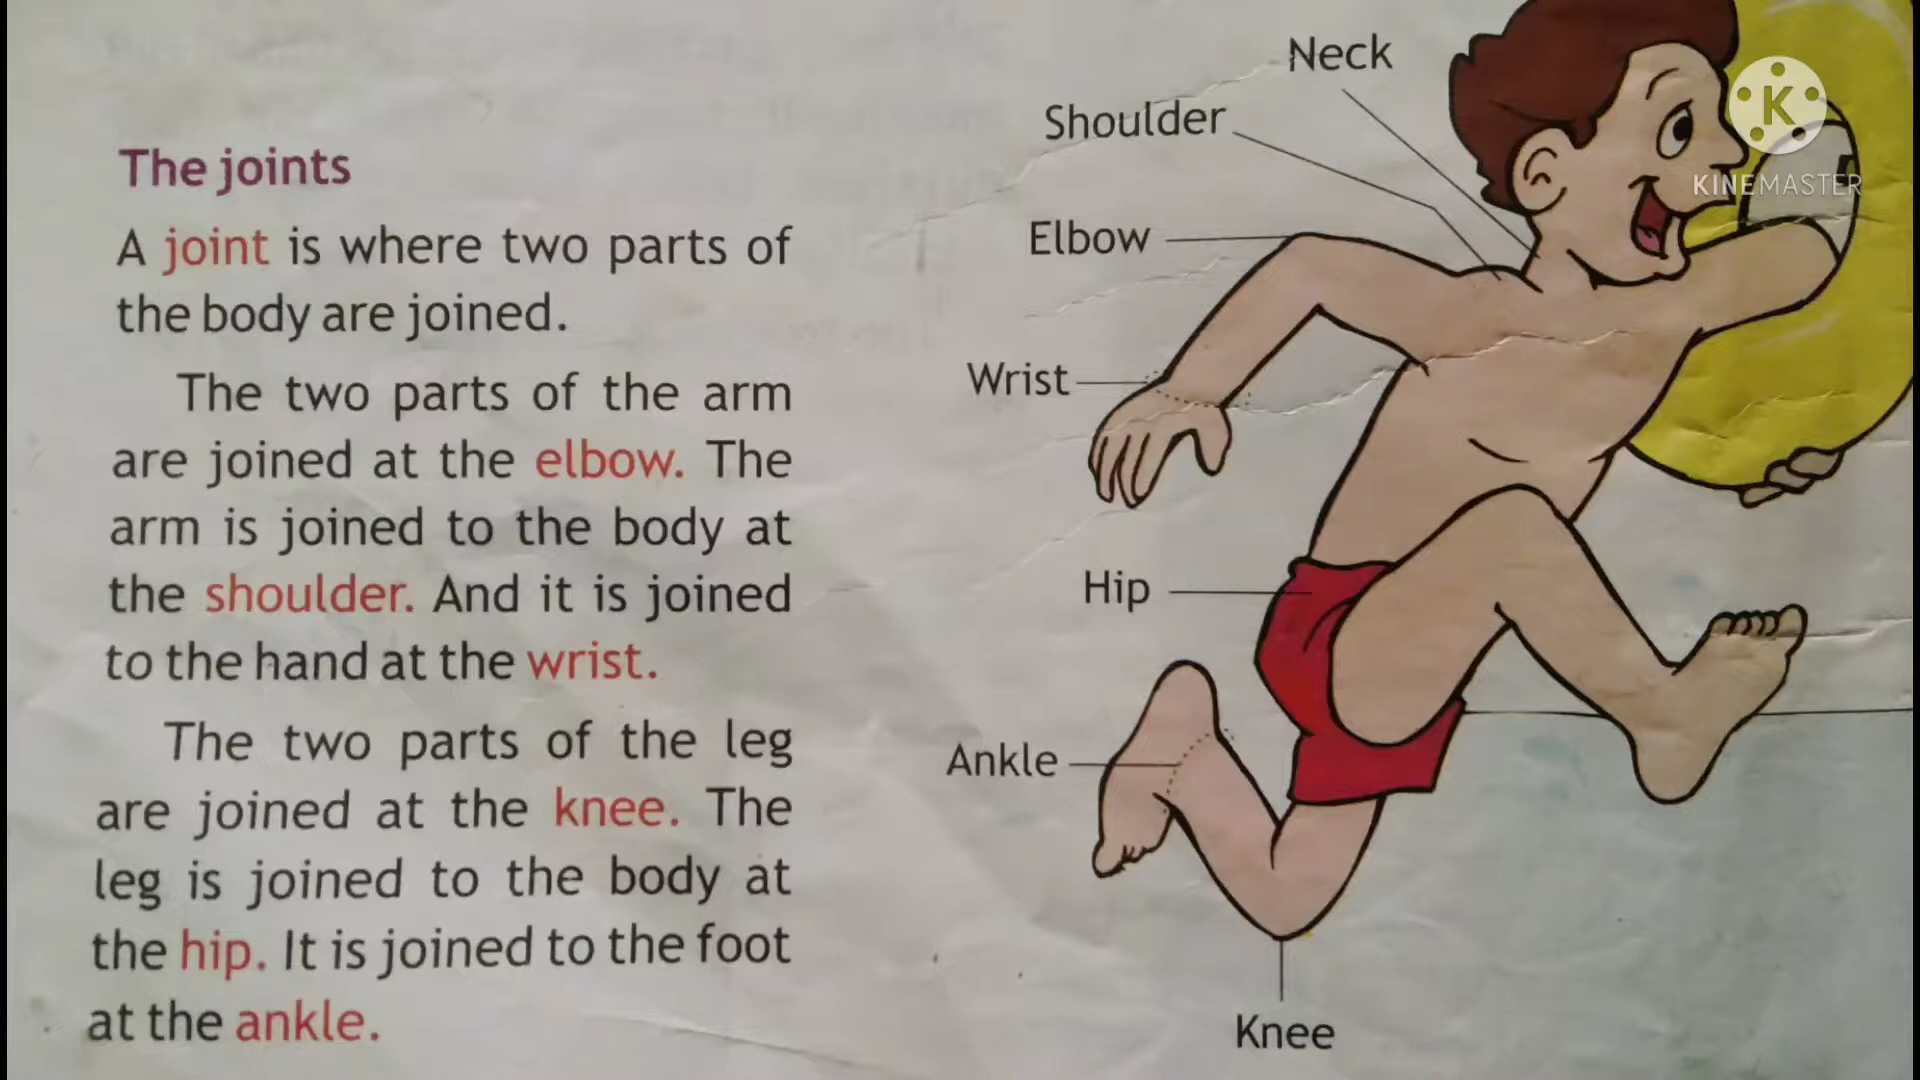 The joints
A joint is where two parts of
the body are joined.
The two parts of the arm
are joined at the elbow. The
arm is joined to the body at
the shoulder. And it is joined
to the hand at the wrist.
The two parts of the leg
are joined at the knee. The
leg is joined to the body at
the hip. It is joined to the foot
at the ankle.
Neck
Shoulder
Elbow
Wrist
Hip
Ankle
Knee
K
KINEMASTER